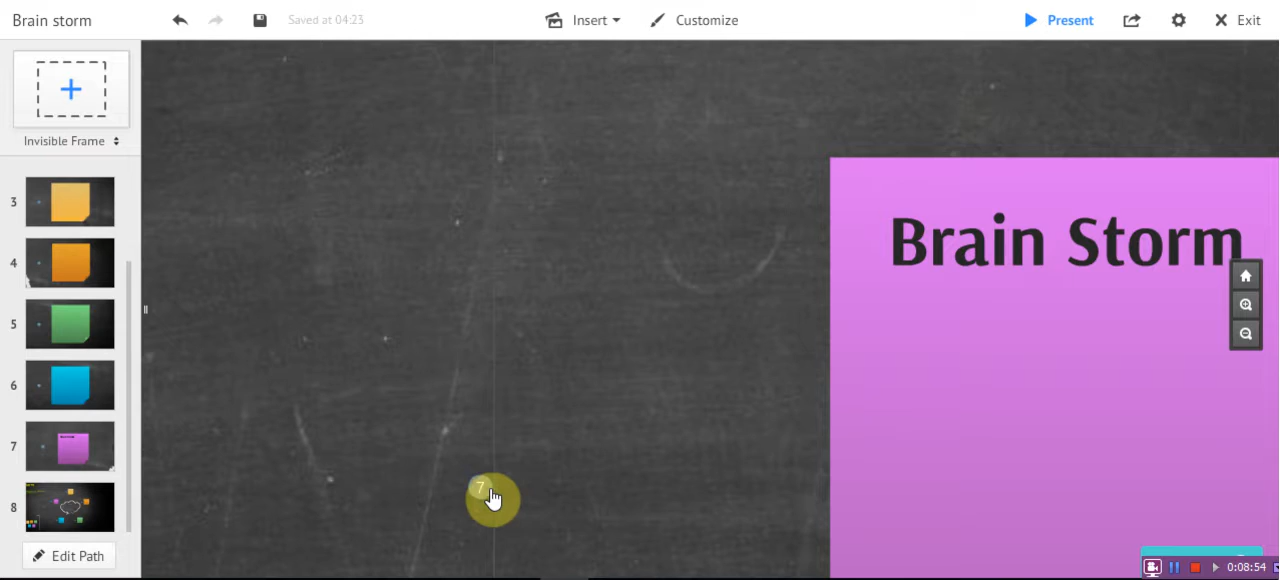 Brain storm
Saved at 04:23
Insert
Customize
Present
Exit
Invisible Frame
3
4
5
6
7
8
Edit Path
Brain Storm
7
0:08:54